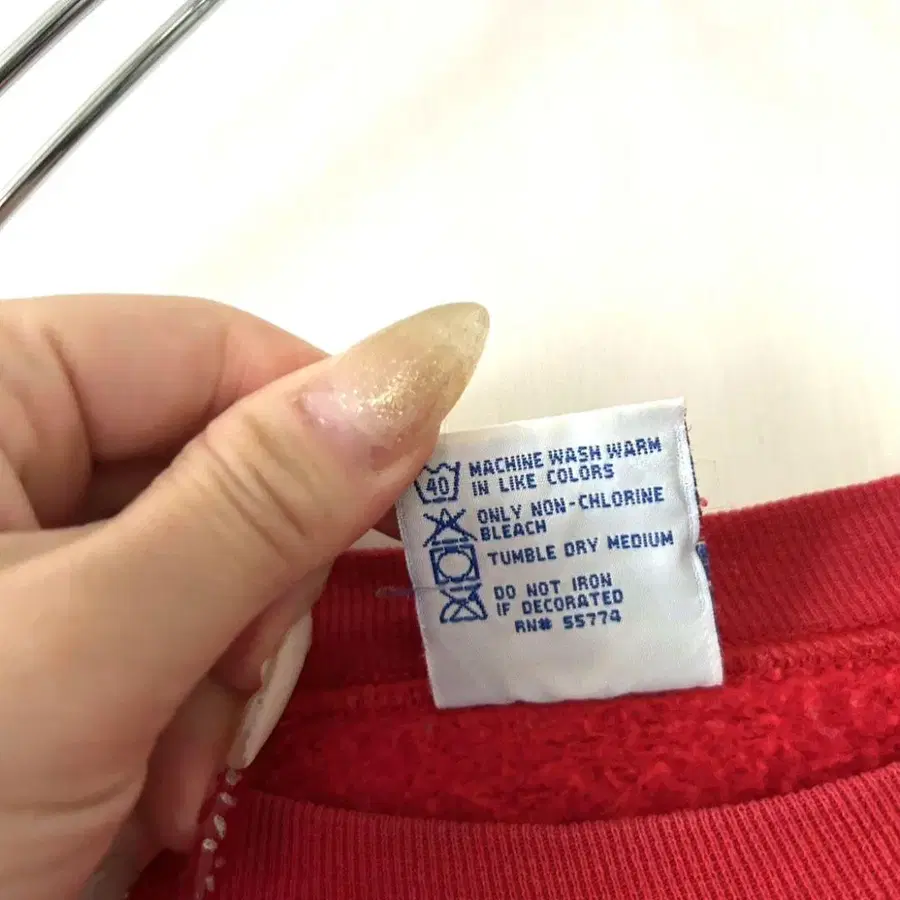 40 MACHINE WASH WARM
IN LIKE COLORS
ONLY NON-CHLORINE
BLEACH
TUMBLE DRY MEDIUM
DO NOT IRON
IF DECORATED
RN# 55774